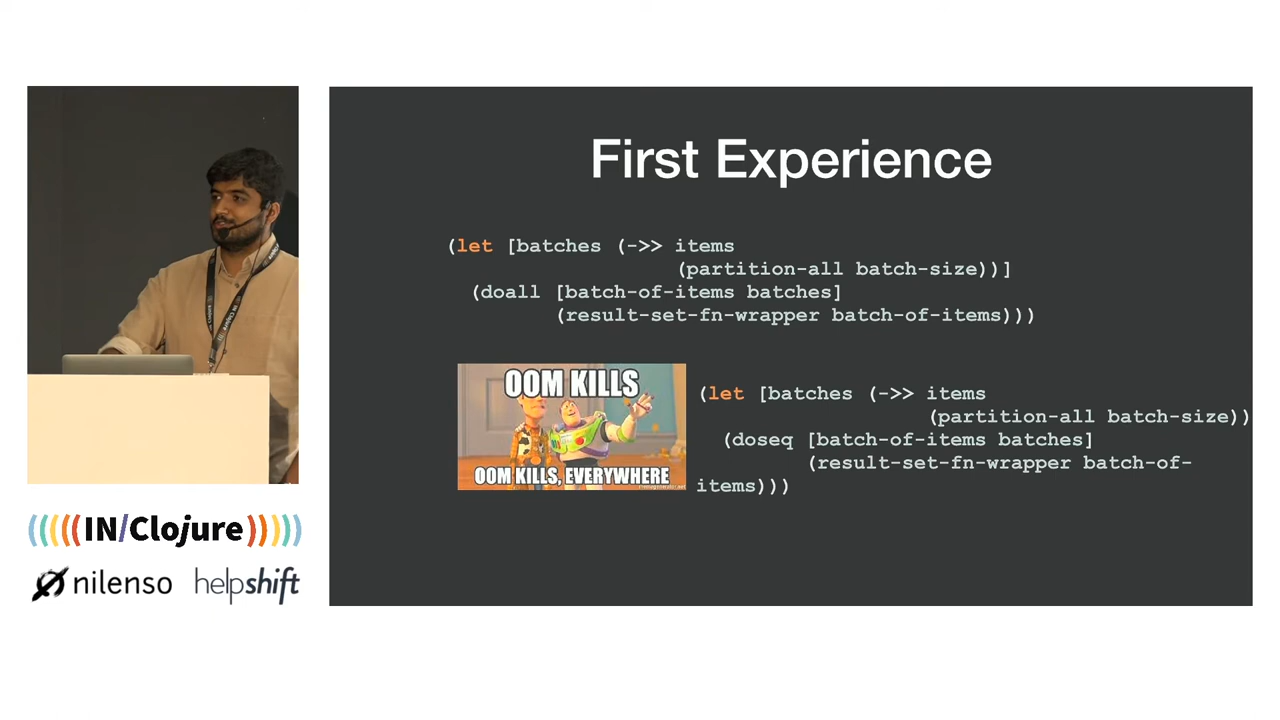 First Experience
(let [batches (->> items
(partition-all batch-size))]
(doall [batch-of-items batches]
(result-set-fn-wrapper batch-of-items)))
OOM KILLS
OOM KILLS, EVERYWHERE
(let [batches (->> items
(partition-all batch-size))
(doseq [batch-of-items batches]
(result-set-fn-wrapper batch-of-
items)))
((((((IN/Clojure))))))
nilenso
helpshift